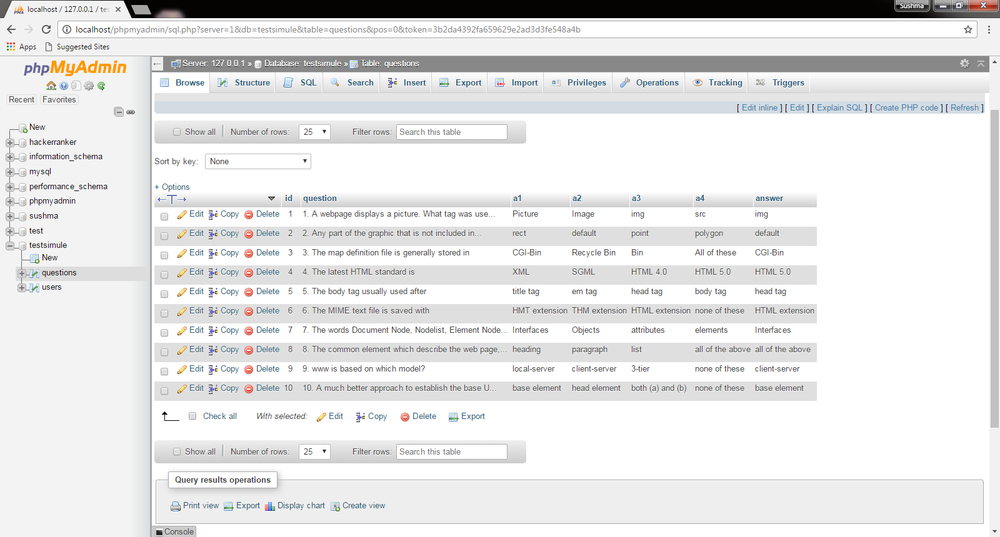 localhost / 127.0.0.1 / tes
Sushma
localhost/phpmyadmin/sql.php?server=1&db=testsimule&table=questions&pos=0&token=3b2da4392fa659629e2ad3d3fe548a4b
Apps Suggested Sites
phpMyAdmin
Recent Favorites
New
hackerranker
information_schema
mysql
performance_schema
phpmyadmin
sushma
test
testsimule
New
questions
users
Server: 127.0.0.1 » Database: testsimule » Table: questions
Browse Structure SQL Search Insert Export Import Privileges Operations Tracking Triggers
[ Edit inline ] [ Edit ] [ Explain SQL ] [ Create PHP code ] [ Refresh ]
Show all Number of rows: 25 Filter rows: Search this table
Sort by key: None
+ Options
id question a1 a2 a3 a4 answer
Edit Copy Delete 1 1. A webpage displays a picture. What tag was use... Picture Image img src img
Edit Copy Delete 2 2. Any part of the graphic that is not included in... rect default point polygon default
Edit Copy Delete 3 3. The map definition file is generally stored in CGI-Bin Recycle Bin Bin All of these CGI-Bin
Edit Copy Delete 4 4. The latest HTML standard is XML SGML HTML 4.0 HTML 5.0 HTML 5.0
Edit Copy Delete 5 5. The body tag usually used after title tag em tag head tag body tag head tag
Edit Copy Delete 6 6. The MIME text file is saved with HMT extension THM extension HTML extension none of these HTML extension
Edit Copy Delete 7 7. The words Document Node, Nodelist, Element Node... Interfaces Objects attributes elements Interfaces
Edit Copy Delete 8 8. The common element which describe the web page,... heading paragraph list all of the above all of the above
Edit Copy Delete 9 9. www is based on which model? local-server client-server 3-tier none of these client-server
Edit Copy Delete 10 10. A much better approach to establish the base U... base element head element both (a) and (b) none of these base element
Check all With selected: Edit Copy Delete Export
Show all Number of rows: 25 Filter rows: Search this table
Query results operations
Print view Export Display chart Create view
Console